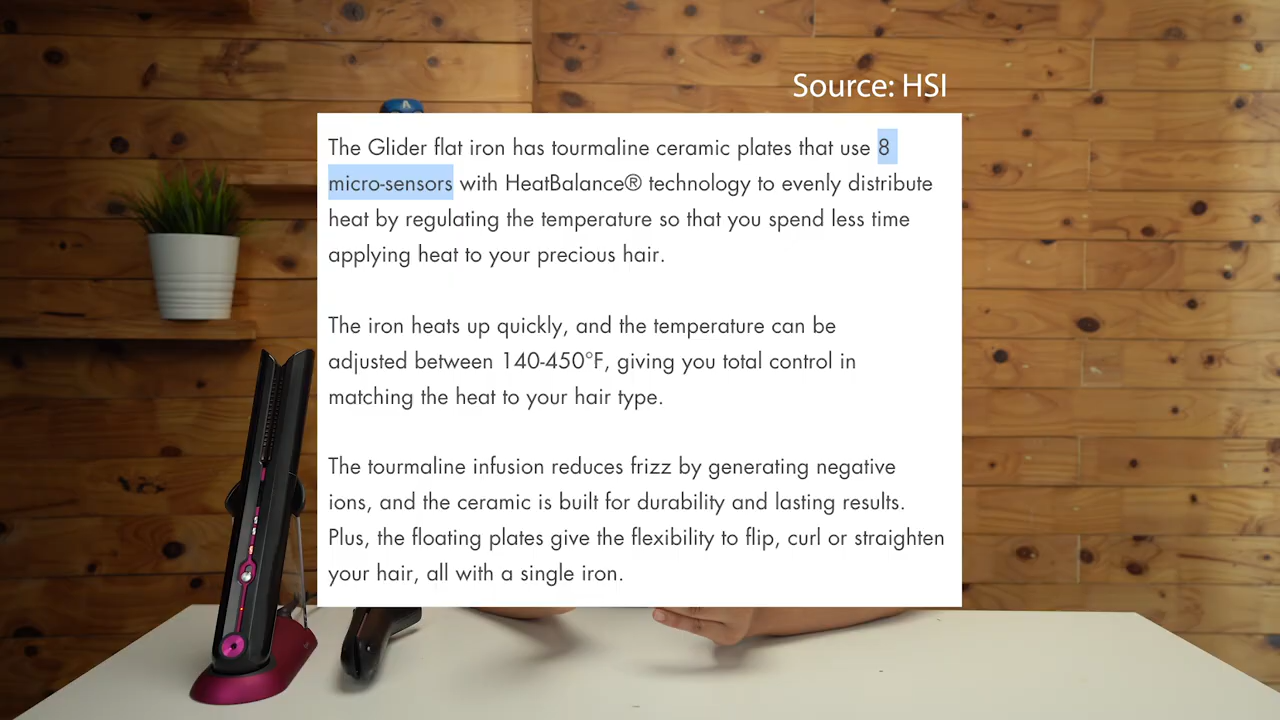 Source: HSI
The Glider flat iron has tourmaline ceramic plates that use 8
micro-sensors with HeatBalance® technology to evenly distribute
heat by regulating the temperature so that you spend less time
applying heat to your precious hair.
The iron heats up quickly, and the temperature can be
adjusted between 140-450°F, giving you total control in
matching the heat to your hair type.
The tourmaline infusion reduces frizz by generating negative
ions, and the ceramic is built for durability and lasting results.
Plus, the floating plates give the flexibility to flip, curl or straighten
your hair, all with a single iron.